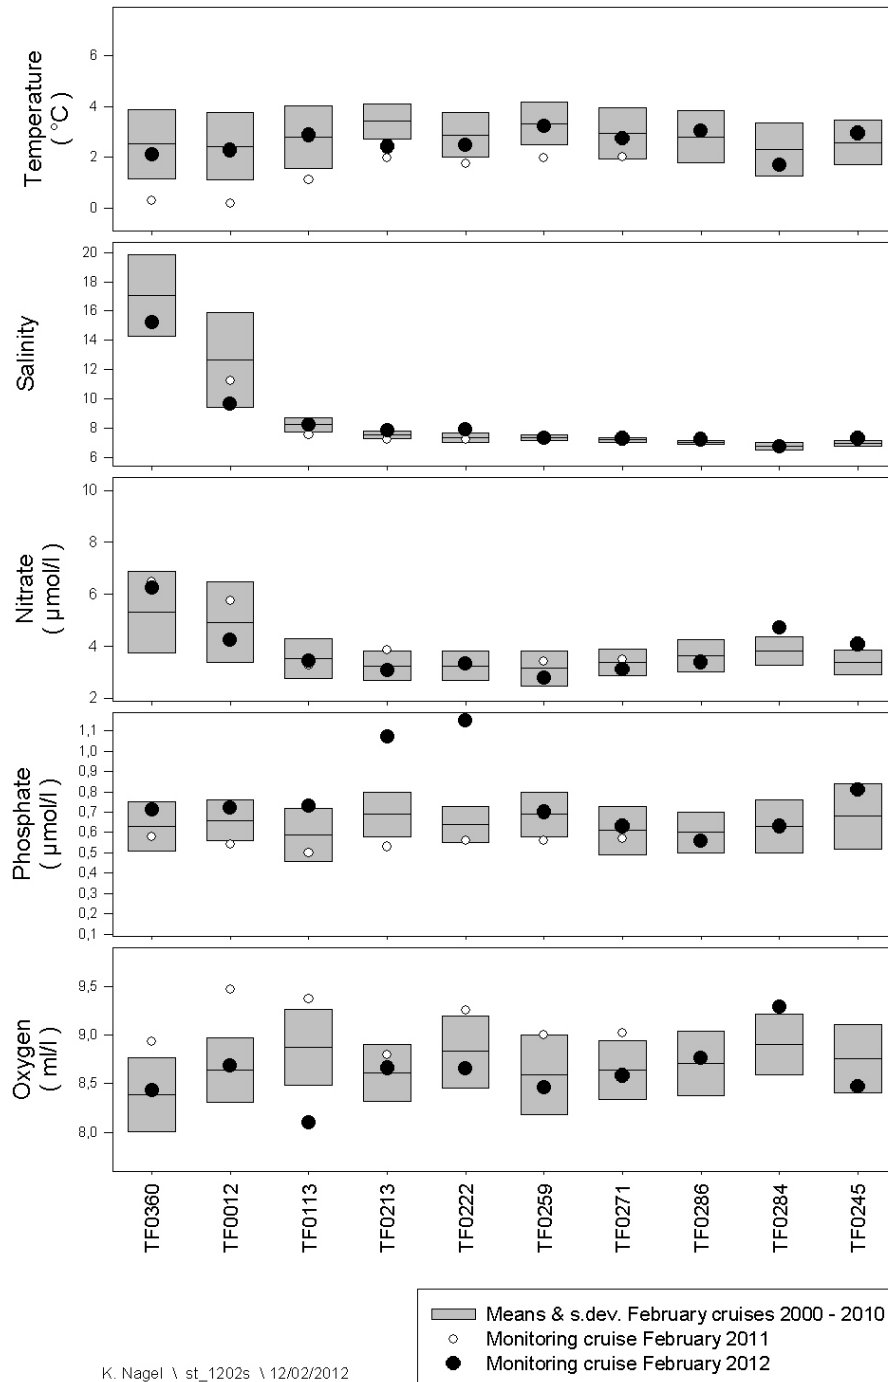 Temperature
( °C)
6
4
2
0
Salinity
20
18
16
14
12
10
8
6
Nitrate
( µmol/l )
10
8
6
4
2
Phosphate
( µmol/l )
1,1
1,0
0,9
0,8
0,7
0,6
0,5
0,4
0,3
0,2
0,1
Oxygen
( ml/l )
9,5
9,0
8,5
8,0
TF0360
TF0012
TF0113
TF0213
TF0222
TF0259
TF0271
TF0286
TF0284
TF0245
Means & s.dev. February cruises 2000 - 2010
Monitoring cruise February 2011
Monitoring cruise February 2012
K. Nagel \ st_1202s \ 12/02/2012